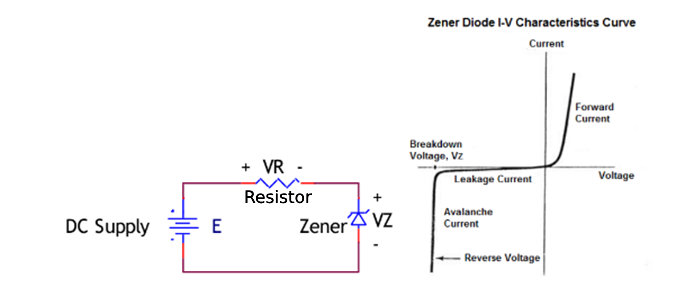 Zener Diode I-V Characteristics Curve
Current
Forward
Current
Breakdown
Voltage, Vz
Leakage Current
Voltage
Avalanche
Current
Reverse Voltage
+ VR -
Resistor
DC Supply
E
Zener
+
VZ
-
+
-